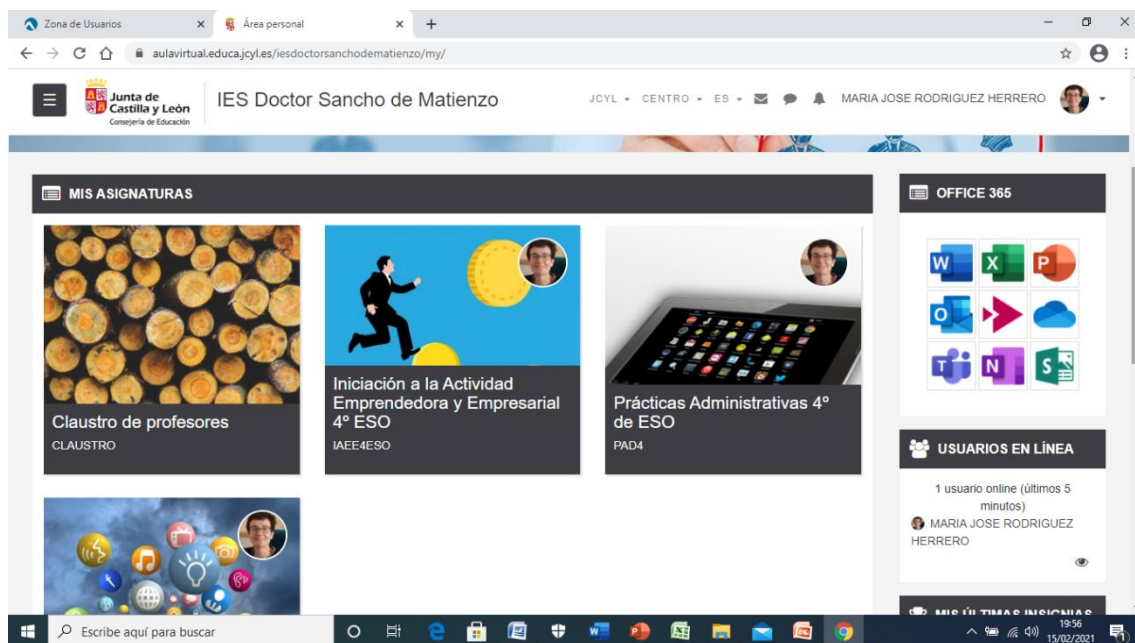 Zona de Usuarios
Área personal
aulavirtual.educa.jcyl.es/iesdoctorsanchodematienzo/my/
Junta de
Castilla y León
Consejería de Educación
IES Doctor Sancho de Matienzo
JCYL
CENTRO
ES
MARIA JOSE RODRIGUEZ HERRERO
MIS ASIGNATURAS
Claustro de profesores
CLAUSTRO
Iniciación a la Actividad
Emprendedora y Empresarial
4º ESO
IAEE4ESO
Prácticas Administrativas 4º
de ESO
PAD4
OFFICE 365
W X P
O
T N S
USUARIOS EN LÍNEA
1 usuario online (últimos 5
minutos)
MARIA JOSE RODRIGUEZ
HERRERO
MIS ÚLTIMAS INSIGNIAS
Escribe aquí para buscar
19:56
15/02/2021